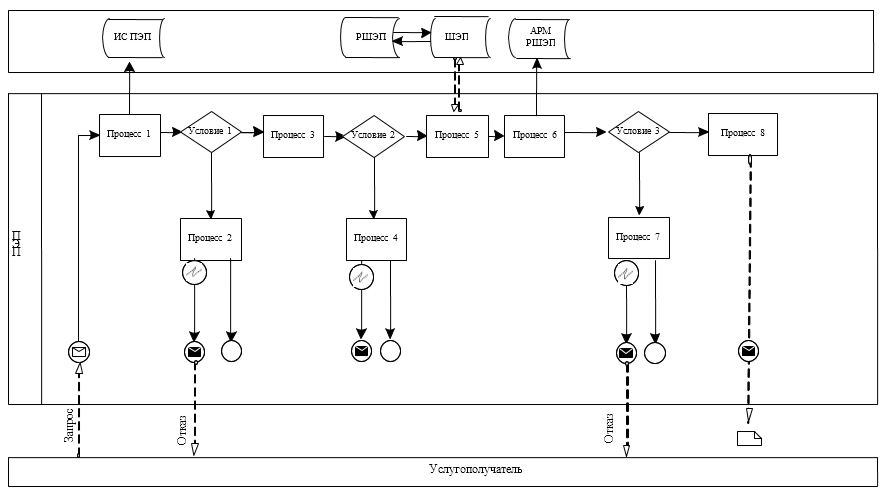 ИС ПЭП
РШЭП
ШЭП
АРМ
РШЭП
Процесс 1
Условие 1
Процесс 3
Условие 2
Процесс 5
Процесс 6
Условие 3
Процесс 8
ПЭП
Процесс 2
Процесс 4
Процесс 7
Запрос
Отказ
Отказ
Услугополучатель